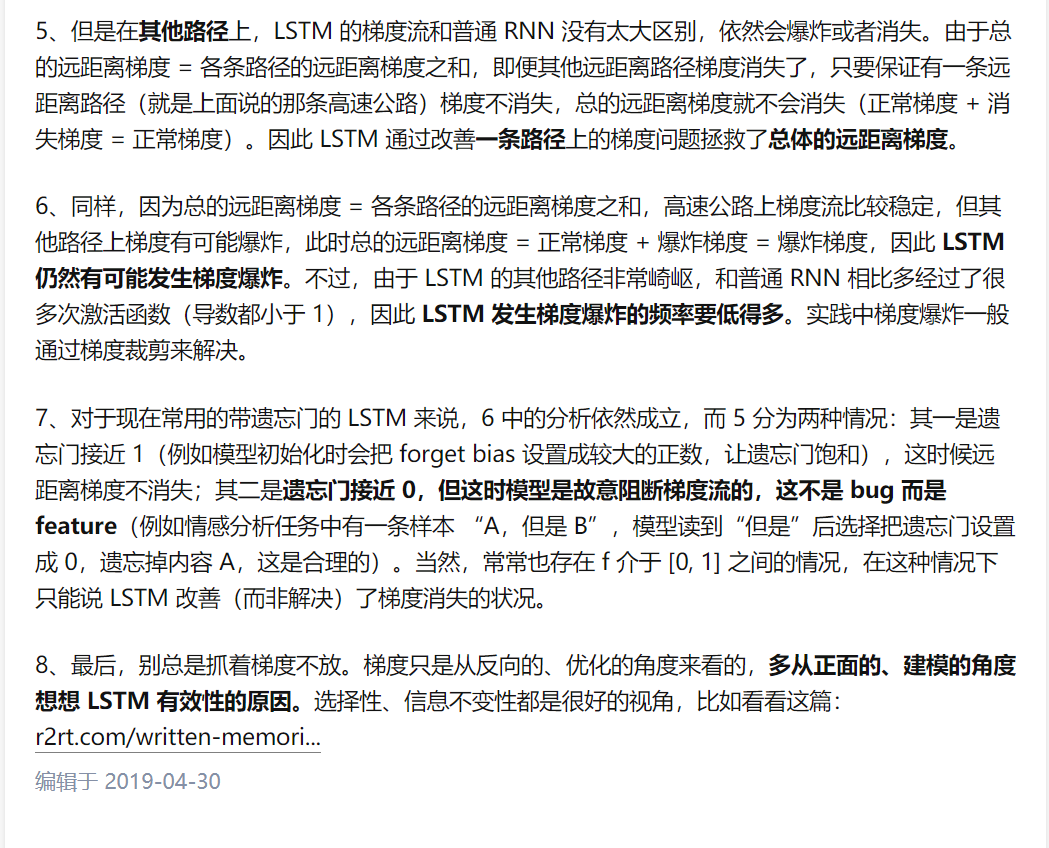 5、但是在其他路径上，LSTM 的梯度流和普通 RNN 没有太大区别，依然会爆炸或者消失。由于总
的远距离梯度 = 各条路径的远距离梯度之和，即便其他远距离路径梯度消失了，只要保证有一条远
距离路径（就是上面说的那条高速公路）梯度不消失，总的远距离梯度就不会消失（正常梯度 + 消
失梯度 = 正常梯度）。因此 LSTM 通过改善一条路径上的梯度问题拯救了总体的远距离梯度。
6、同样，因为总的远距离梯度 = 各条路径的远距离梯度之和，高速公路上梯度流比较稳定，但其
他路径上梯度有可能爆炸，此时总的远距离梯度 = 正常梯度 + 爆炸梯度 = 爆炸梯度，因此 LSTM
仍然有可能发生梯度爆炸。不过，由于 LSTM 的其他路径非常崎岖，和普通 RNN 相比多经过了很
多次激活函数（导数都小于 1），因此 LSTM 发生梯度爆炸的频率要低得多。实践中梯度爆炸一般
通过梯度裁剪来解决。
7、对于现在常用的带遗忘门的 LSTM 来说，6 中的分析依然成立，而 5 分为两种情况：其一是遗
忘门接近 1（例如模型初始化时会把 forget bias 设置成较大的正数，让遗忘门饱和），这时候远
距离梯度不消失；其二是遗忘门接近 0，但这时模型是故意阻断梯度流的，这不是 bug 而是
feature（例如情感分析任务中有一条样本 “A，但是 B”，模型读到“但是”后选择把遗忘门设置
成 0，遗忘掉内容 A，这是合理的）。当然，常常也存在 f 介于 [0, 1] 之间的情况，在这种情况下
只能说 LSTM 改善（而非解决）了梯度消失的状况。
8、最后，别总是抓着梯度不放。梯度只是从反向的、优化的角度来看的，多从正面的、建模的角度
想想 LSTM 有效性的原因。选择性、信息不变性都是很好的视角，比如看看这篇：
r2rt.com/written-memori...
编辑于 2019-04-30